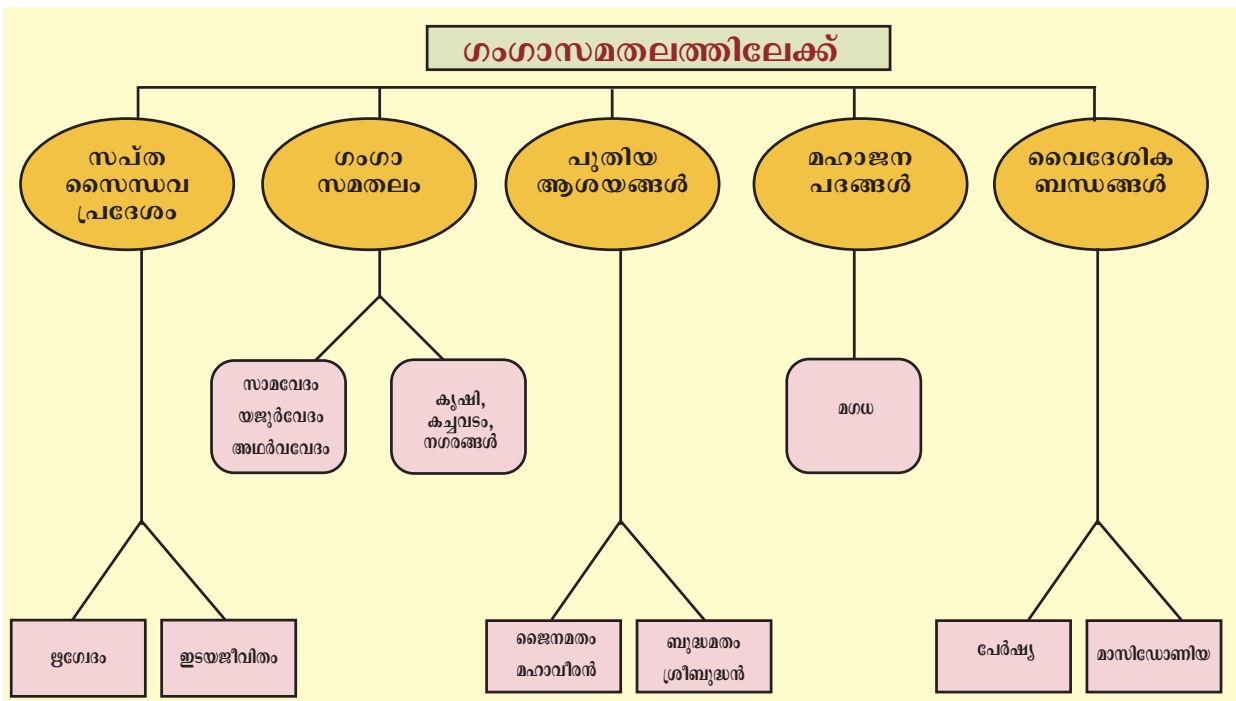 ഗംഗാസമതലത്തിലേക്ക്
സപ്ത
സൈന്ധവ
പ്രദേശം
ഗംഗാ
സമതലം
പുതിയ
ആശയങ്ങൾ
മഹാജന
പദങ്ങൾ
വൈദേശിക
ബന്ധങ്ങൾ
സാമവേദം
യജുർവേദം
അഥർവവേദം
കൃഷി,
കച്ചവടം,
നഗരങ്ങൾ
മഗധ
ഋഗ്വേദം
ഇടയജീവിതം
ജൈനമതം
മഹാവീരൻ
ബുദ്ധമതം
ശ്രീബുദ്ധൻ
പേർഷ്യ
മാസിഡോണിയ